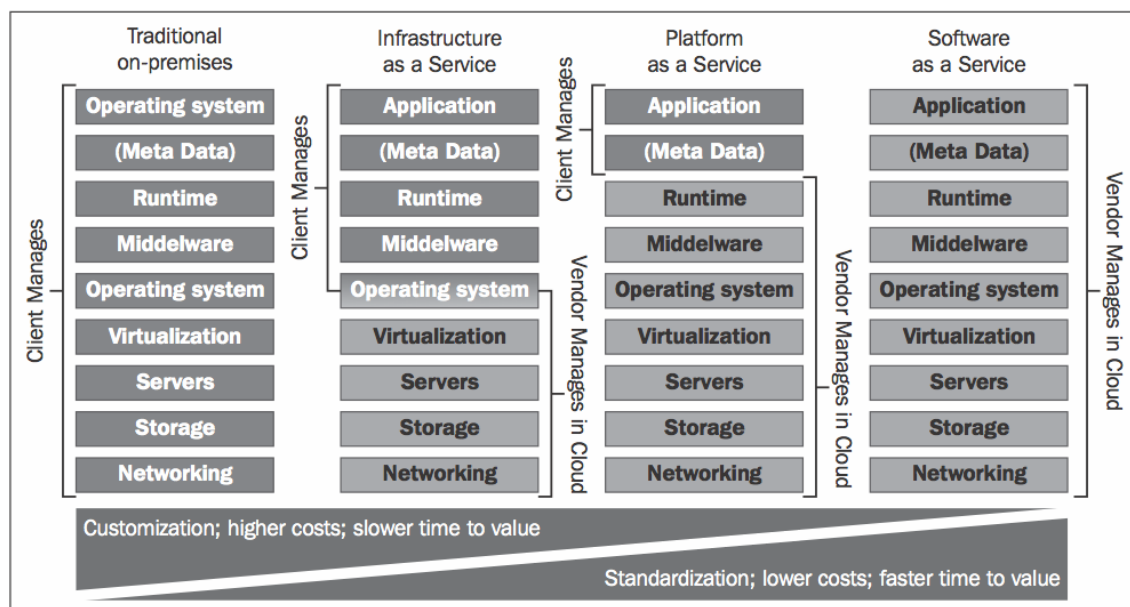 Traditional
on-premises
Client Manages
Operating system
(Meta Data)
Runtime
Middelware
Operating system
Virtualization
Servers
Storage
Networking
Infrastructure
as a Service
Client Manages
Application
(Meta Data)
Runtime
Middelware
Operating system
Virtualization
Servers
Storage
Networking
Vendor Manages in Cloud
Platform
as a Service
Client Manages
Application
(Meta Data)
Runtime
Middelware
Operating system
Virtualization
Servers
Storage
Networking
Vendor Manages in Cloud
Software
as a Service
Application
(Meta Data)
Runtime
Middelware
Operating system
Virtualization
Servers
Storage
Networking
Vendor Manages in Cloud
Customization; higher costs; slower time to value
Standardization; lower costs; faster time to value